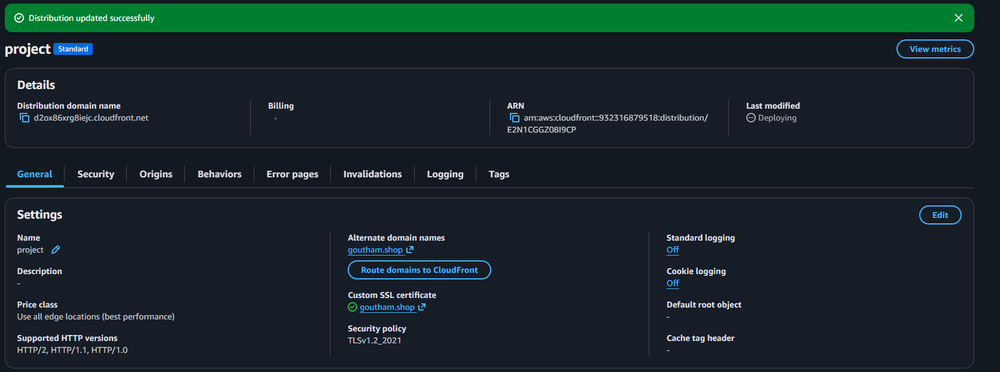 Distribution updated successfully
project Standard
View metrics
Details
Distribution domain name
d2ox86xrg8iejc.cloudfront.net
Billing
,
ARN
arn:aws:cloudfront::932316879518:distribution/
E2N1CGGZ08I9CP
Last modified
Deploying
General
Security
Origins
Behaviors
Error pages
Invalidations
Logging
Tags
Settings
Edit
Name
project
Description
-
Price class
Use all edge locations (best performance)
Supported HTTP versions
HTTP/2, HTTP/1.1, HTTP/1.0
Alternate domain names
goutham.shop
Route domains to CloudFront
Custom SSL certificate
goutham.shop
Security policy
TLSv1.2_2021
Standard logging
Off
Cookie logging
Off
Default root object
-
Cache tag header
-